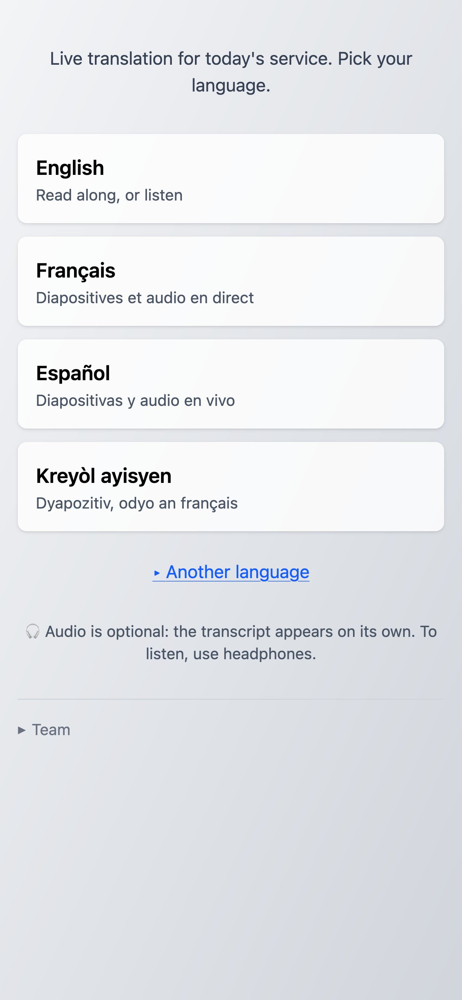 Live translation for today's service. Pick your
language.
English
Read along, or listen
Français
Diapositives et audio en direct
Español
Diapositivas y audio en vivo
Kreyòl ayisyen
Dyapozitiv, odyo an français
▸ Another language
🎧 Audio is optional: the transcript appears on its own. To
listen, use headphones.
▶ Team